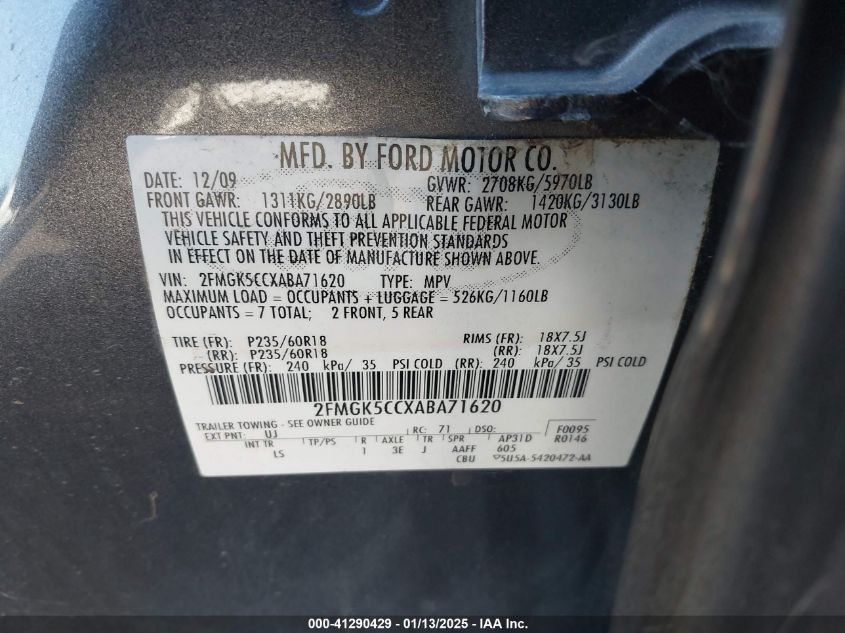 MFD. BY FORD MOTOR CO.
DATE: 12/09 GVWR: 2708KG/5970LB
FRONT GAWR: 1311KG/2890LB REAR GAWR: 1420KG/3130LB
THIS VEHICLE CONFORMS TO ALL APPLICABLE FEDERAL MOTOR
VEHICLE SAFETY AND THEFT PREVENTION STANDARDS
IN EFFECT ON THE DATE OF MANUFACTURE SHOWN ABOVE.
VIN: 2FMGK5CCXABA71620 TYPE: MPV
MAXIMUM LOAD = OCCUPANTS + LUGGAGE = 526KG/1160LB
OCCUPANTS = 7 TOTAL; 2 FRONT, 5 REAR
TIRE (FR): P235/60R18 RIMS (FR): 18X7.5J
(RR): P235/60R18 (RR): 18X7.5J
PRESSURE (FR): 240 kPa/ 35 PSI COLD (RR): 240 kPa/ 35 PSI COLD
2FMGK5CCXABA71620
TRAILER TOWING - SEE OWNER GUIDE
EXT PNT: UJ RC: 71 DSO: F0095
INT TR TP/PS R AXLE TR SPR AP31D R0146
LS 1 3E J AAFF 605
CBU 5U5A-5420472-AA
000-41290429 - 01/13/2025 - IAA Inc.